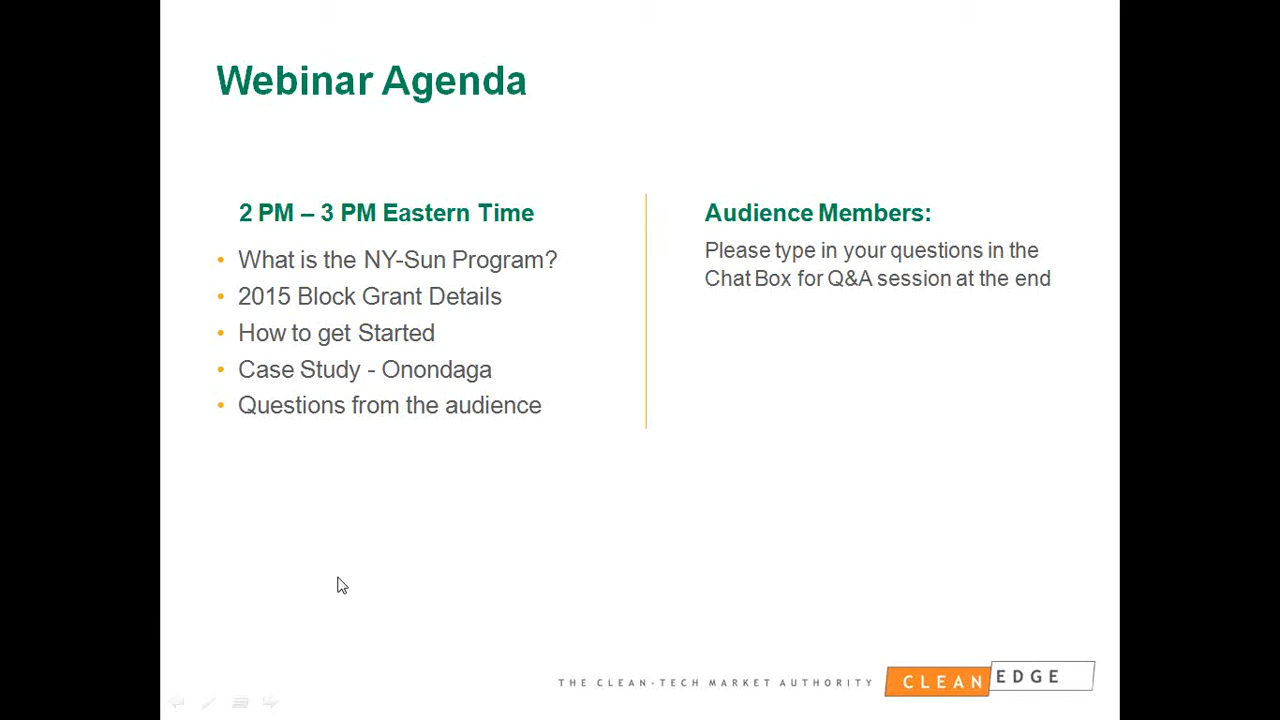 Webinar Agenda
2 PM – 3 PM Eastern Time
• What is the NY-Sun Program?
• 2015 Block Grant Details
• How to get Started
• Case Study - Onondaga
• Questions from the audience
Audience Members:
Please type in your questions in the
Chat Box for Q&A session at the end
THE CLEAN-TECH MARKET AUTHORITY
CLEAN EDGE